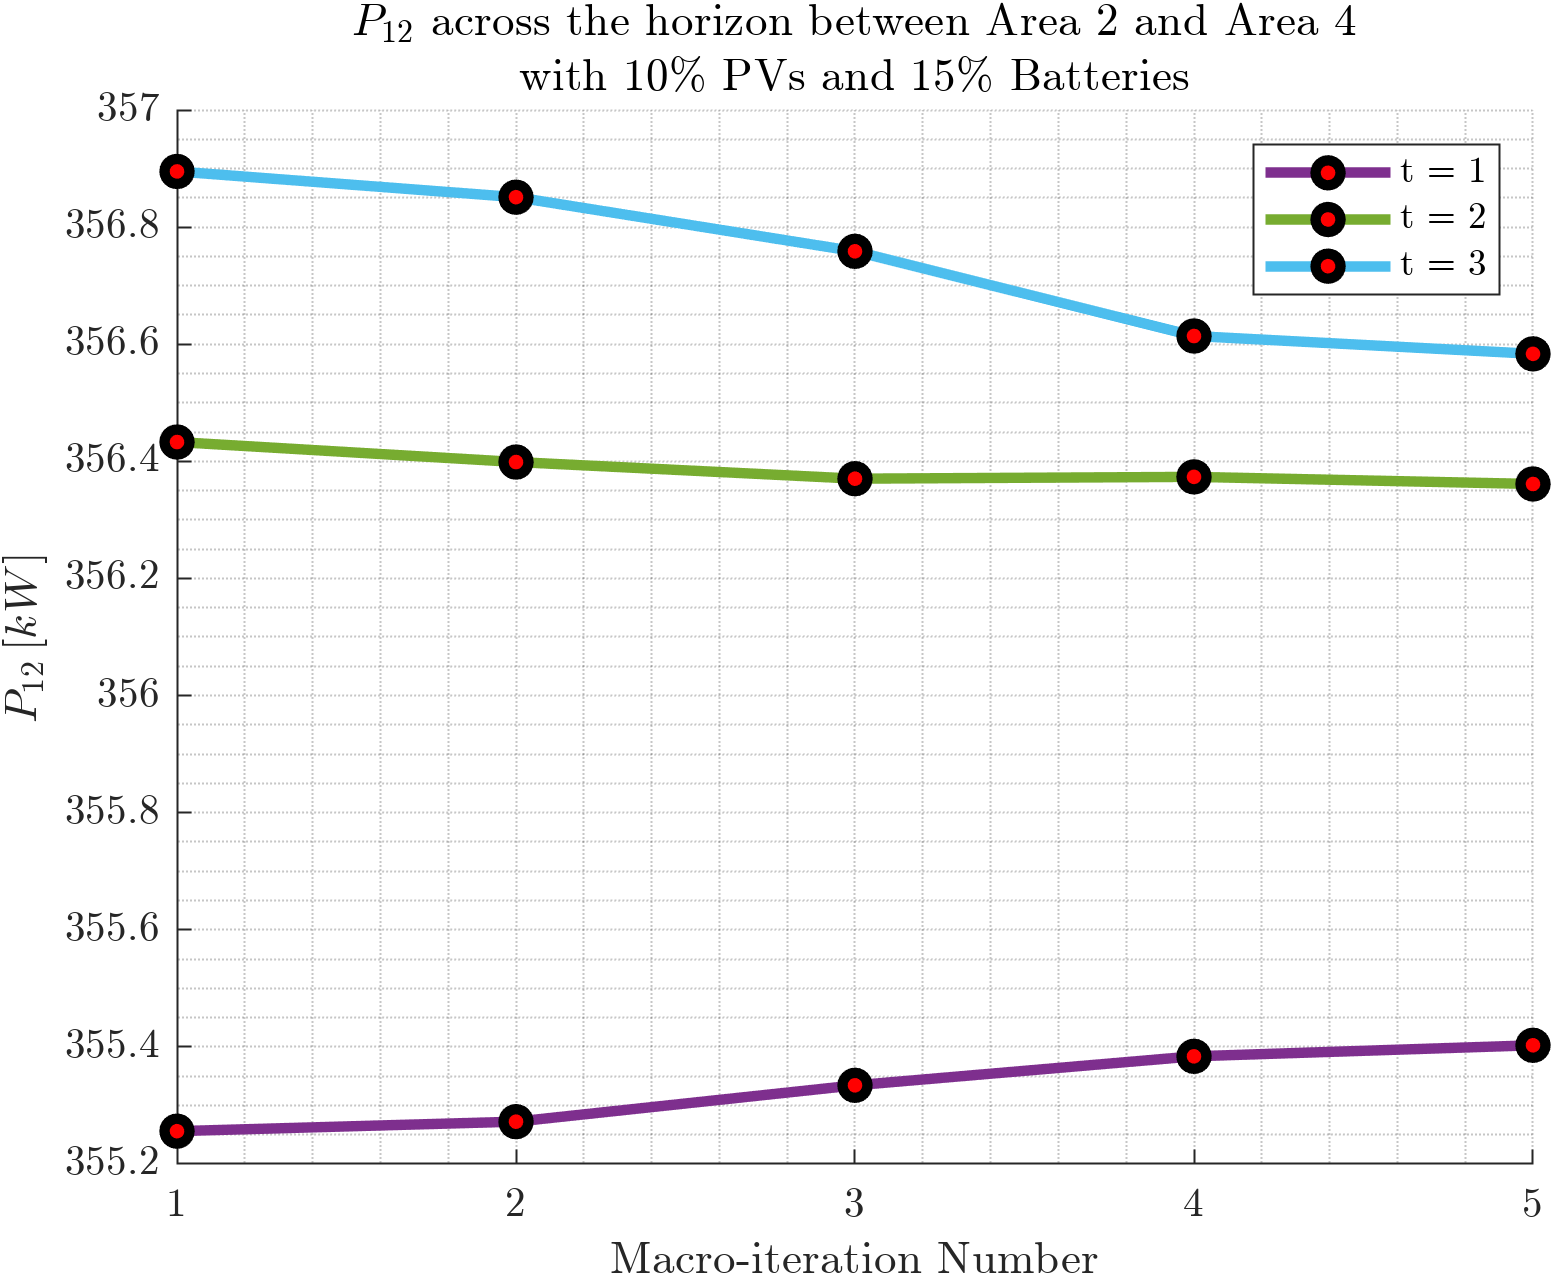 P12 across the horizon between Area 2 and Area 4
with 10% PVs and 15% Batteries
357
356.8
356.6
356.4
356.2
356
355.8
355.6
355.4
355.2
P12 [kW]
t = 1
t = 2
t = 3
1 2 3 4 5
Macro-iteration Number